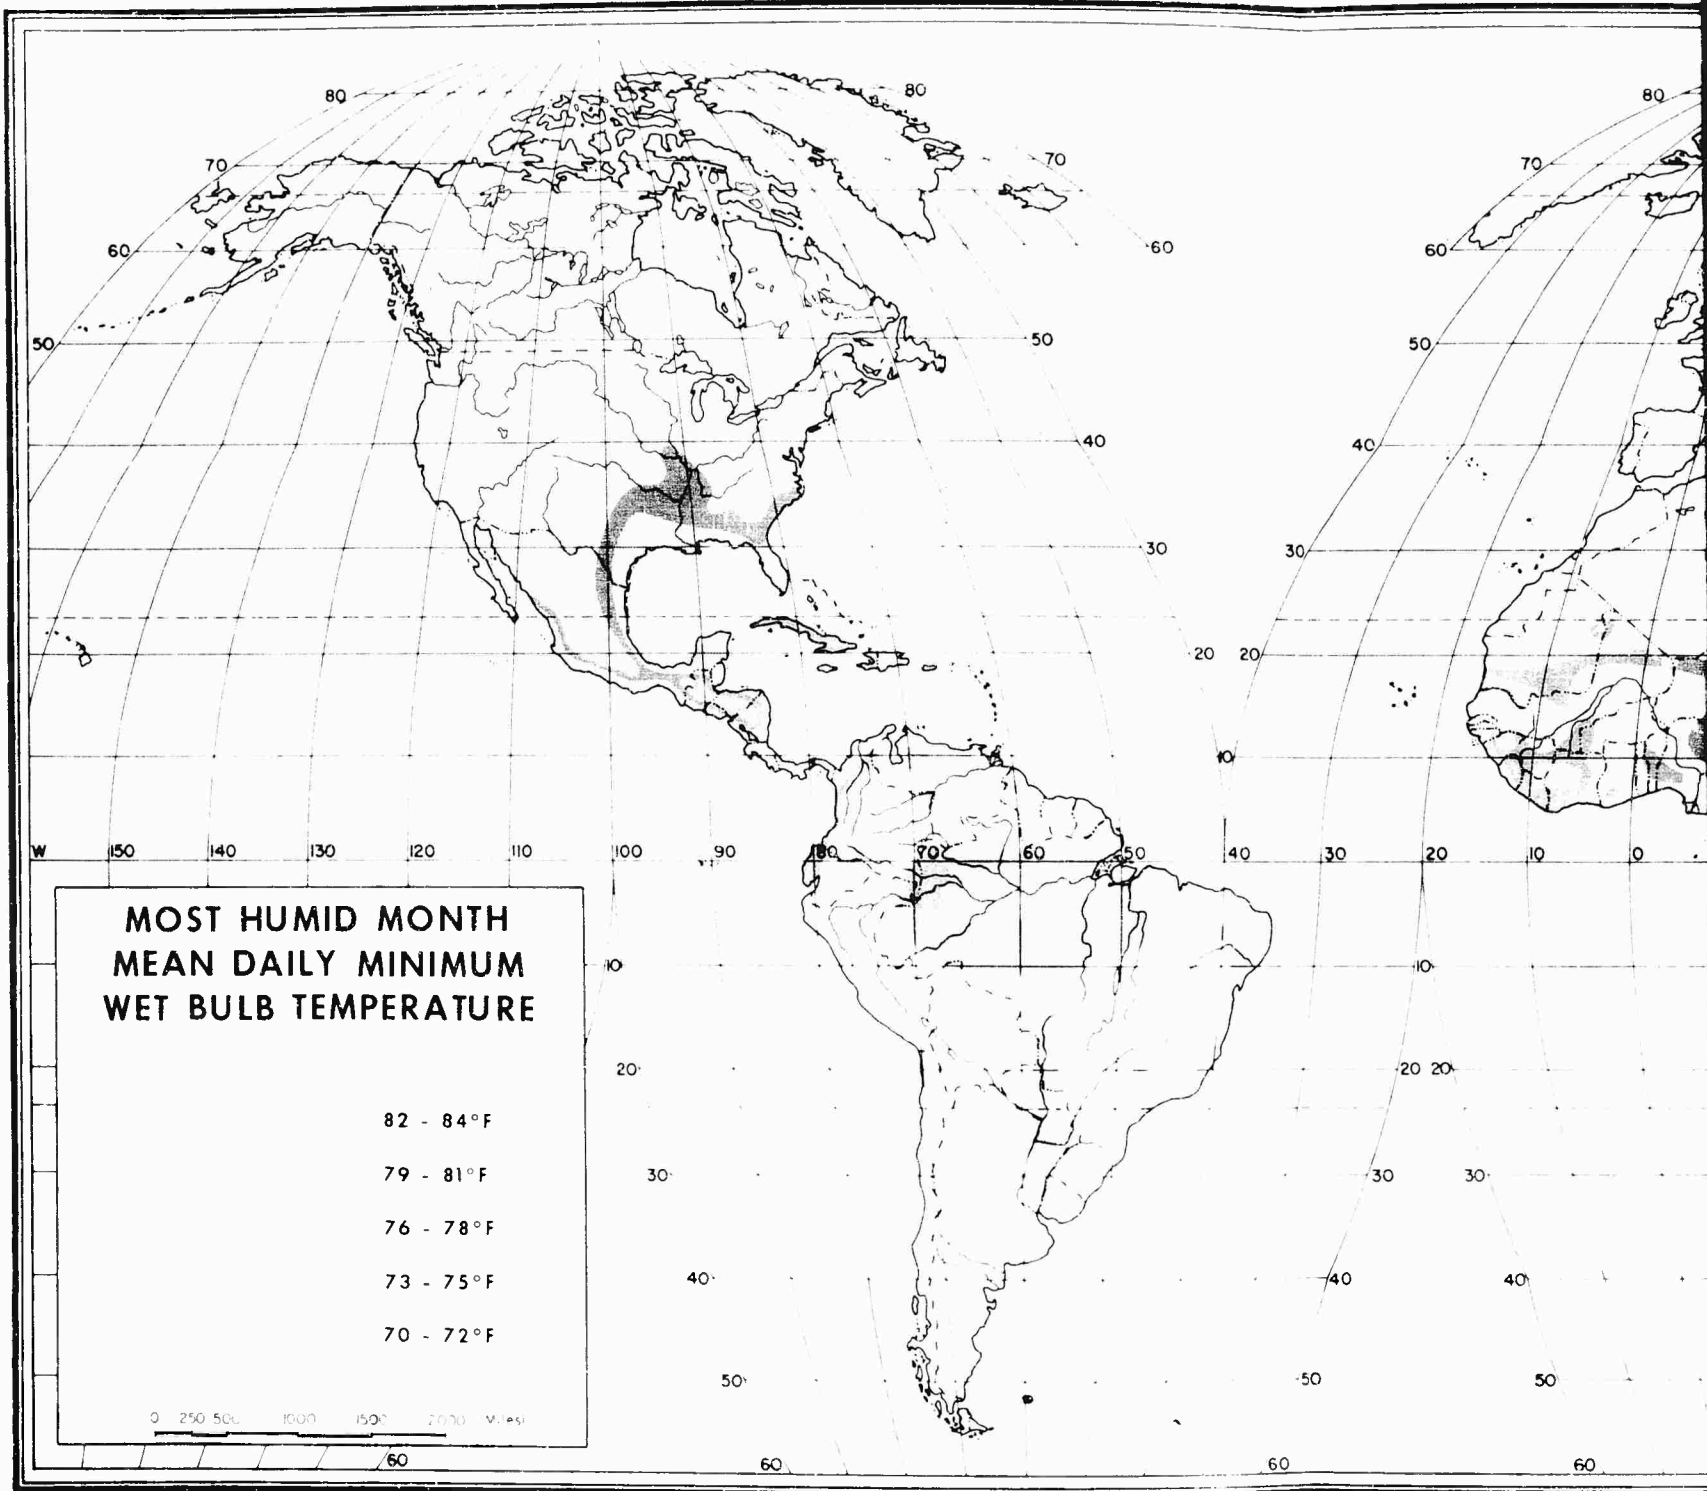 80 80 80
70 70 70
60 60 60
50 50 50
40 40
30 30
20 20
10
W 150 140 130 120 110 100 90 80 70 60 50 40 30 20 10 0
MOST HUMID MONTH
MEAN DAILY MINIMUM
WET BULB TEMPERATURE
10 10
20 20 20
82 - 84°F
79 - 81°F
30 30 30
76 - 78°F
73 - 75°F
40 40 40
70 - 72°F
50 50 50
0 250 500 1000 1500 2000 (Miles)
60 60 60 60